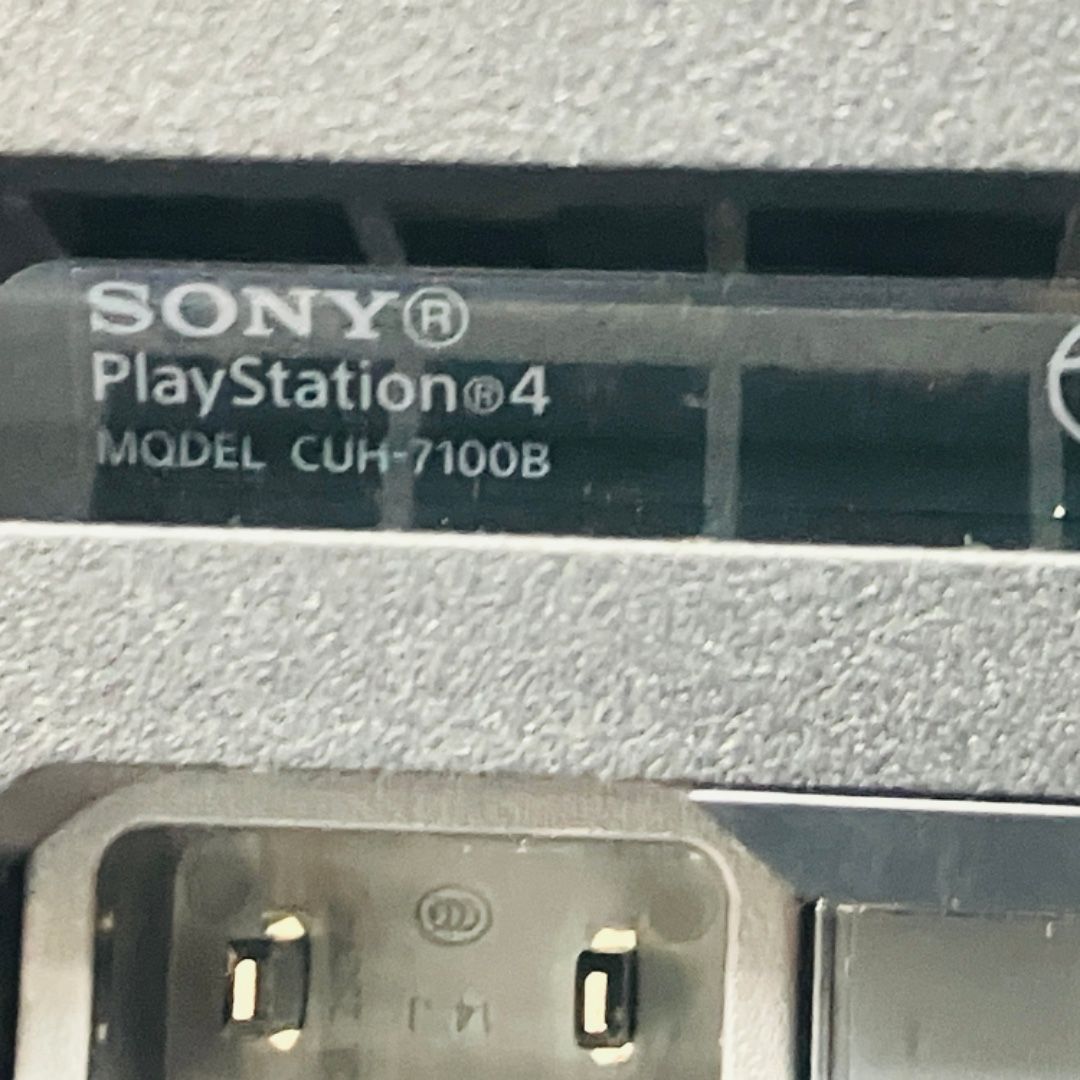 SONY®
PlayStation®4
MODEL CUH-7100B